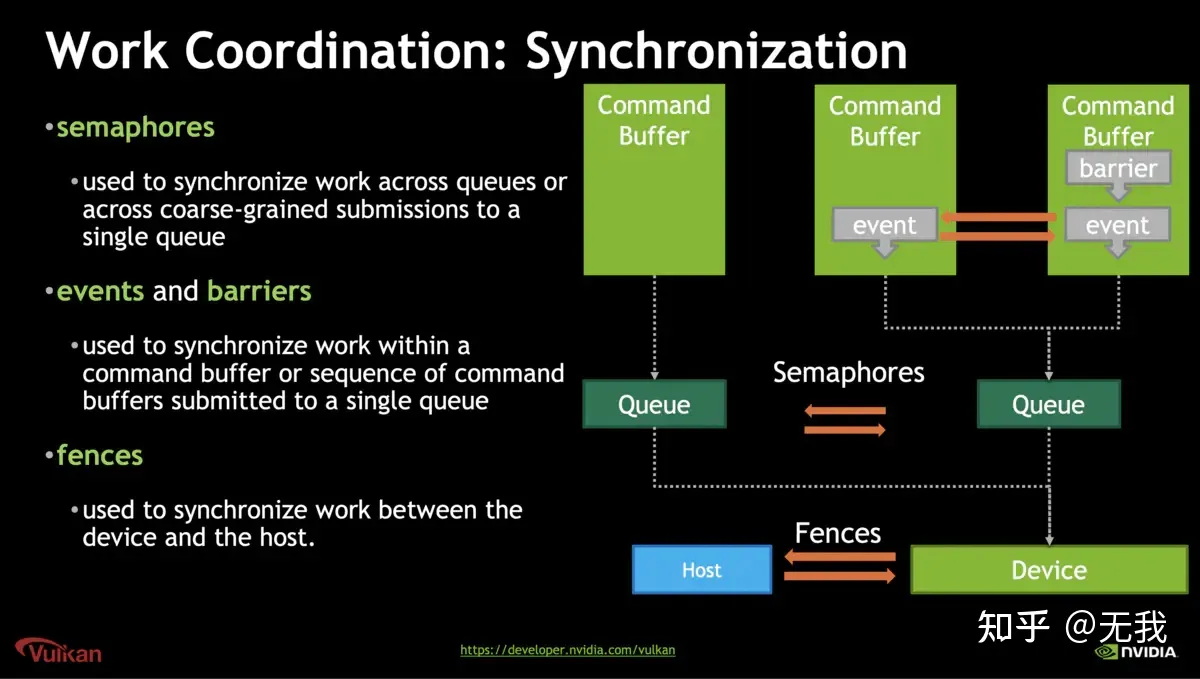 Work Coordination: Synchronization
•semaphores
•used to synchronize work across queues or
across coarse-grained submissions to a
single queue
•events and barriers
•used to synchronize work within a
command buffer or sequence of command
buffers submitted to a single queue
•fences
•used to synchronize work between the
device and the host.
Command
Buffer
Command
Buffer
event
Command
Buffer
barrier
event
Queue
Semaphores
Queue
Fences
Host
Device
知乎 @无我
Vulkan
https://developer.nvidia.com/vulkan
NVIDIA.